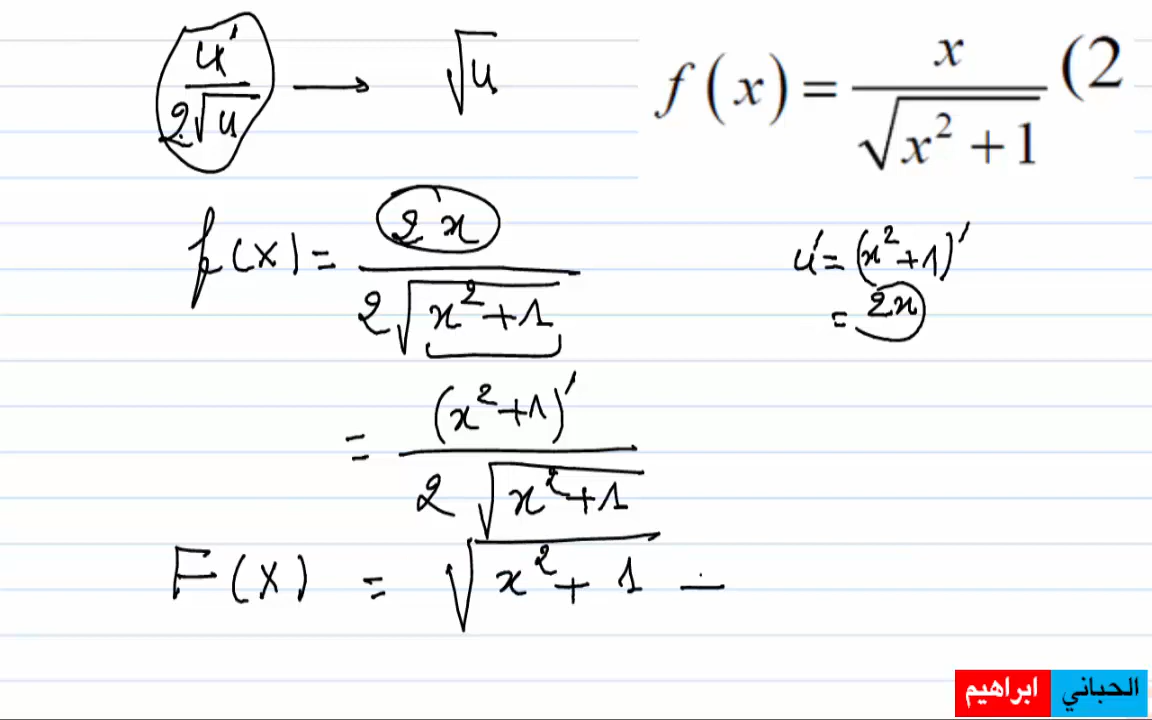 u'/2√u → √u
f(x) = x/√(x²+1) (2
f(x) = 2x/2√(x²+1)
u' = (x²+1)'
= 2x
= (x²+1)'/2√(x²+1)
F(x) = √(x²+1)
الحباني ابراهيم